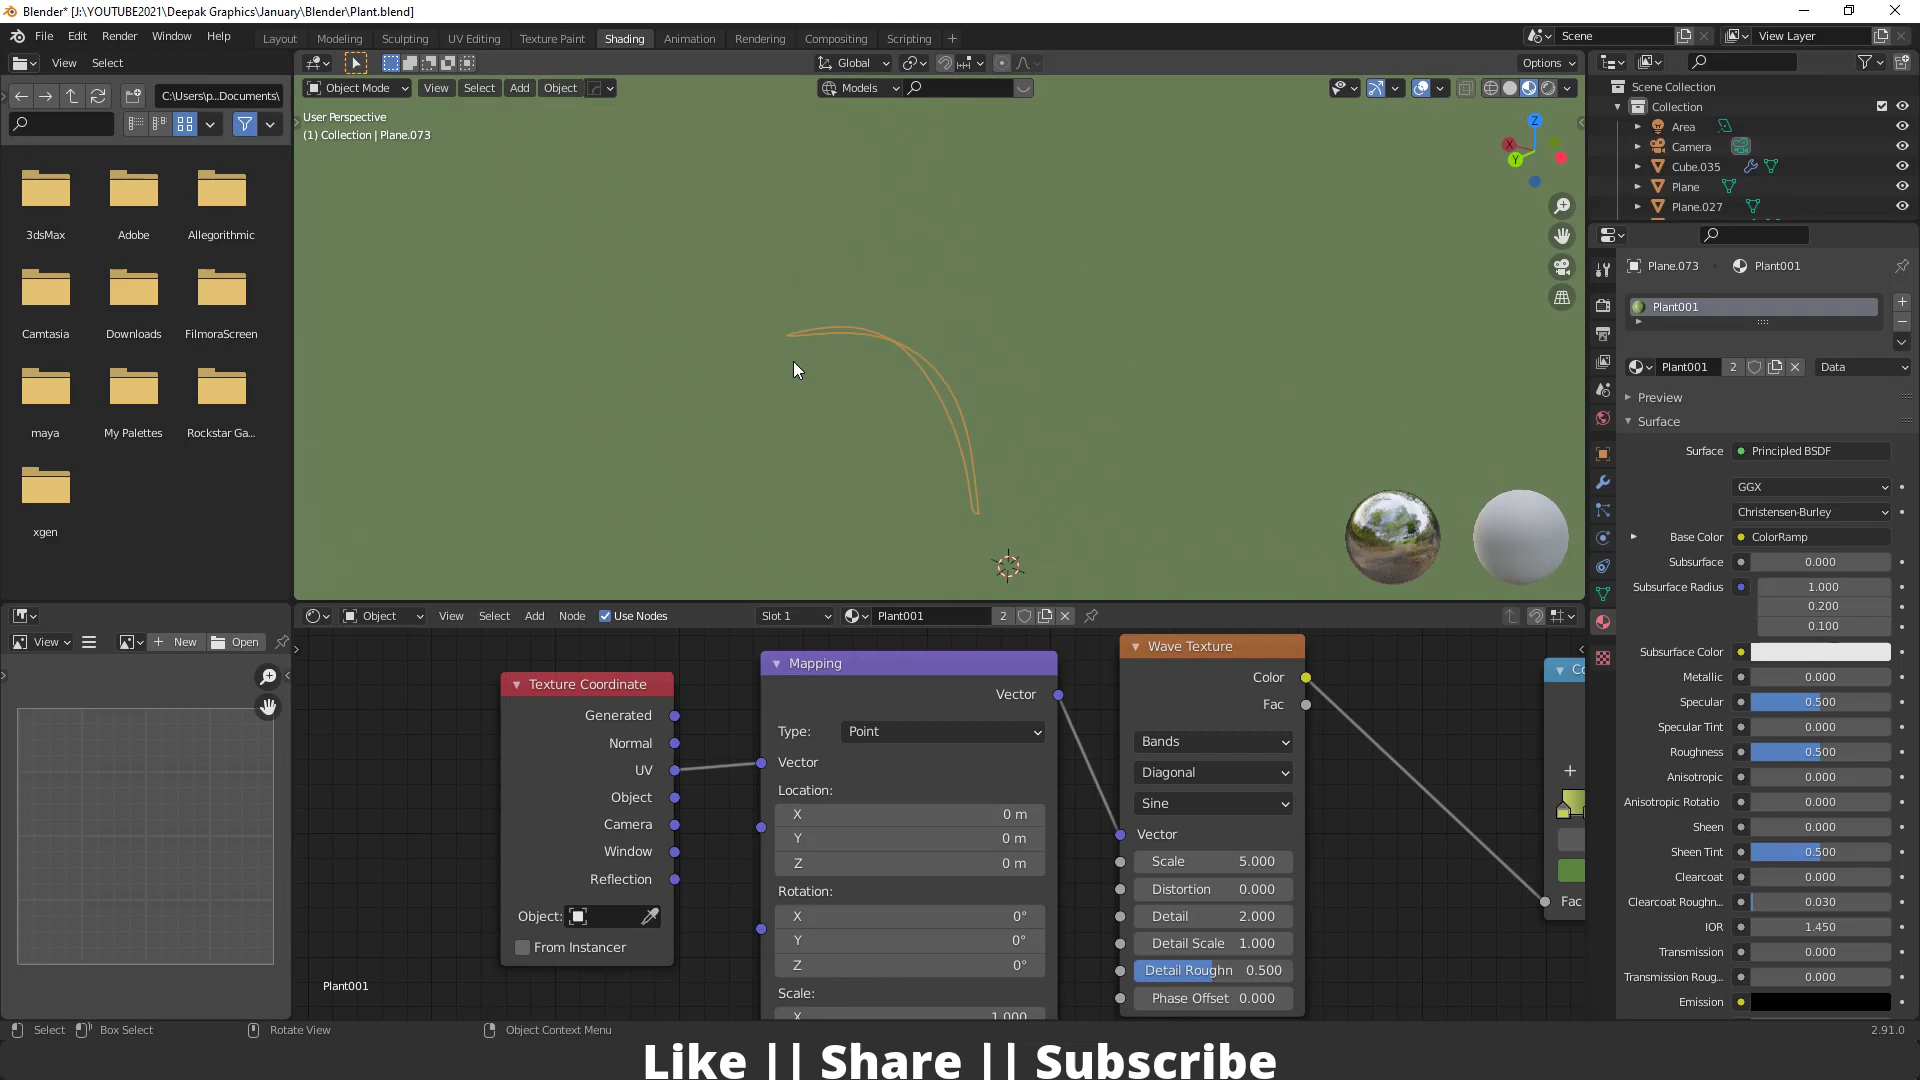 Blender* [J:\YOUTUBE2021\Deepak Graphics\January\Blender\Plant.blend]
File Edit Render Window Help
Layout Modeling Sculpting UV Editing Texture Paint Shading Animation Rendering Compositing Scripting
Scene
View Layer
View Select
Global
Options
C:\Users\p...Documents\
Object Mode View Select Add Object
Models
User Perspective
(1) Collection | Plane.073
X
Y
Z
3dsMax
Adobe
Allegorithmic
Camtasia
Downloads
FilmoraScreen
maya
My Palettes
Rockstar Ga...
xgen
Scene Collection
Collection
Area
Camera
Cube.035
Plane
Plane.027
Plane.073
Plant001
Plant001
Plant001 2
Data
Preview
Surface
Surface Principled BSDF
GGX
Christensen-Burley
Base Color ColorRamp
Subsurface 0.000
Subsurface Radius 1.000
0.200
0.100
Subsurface Color
Metallic 0.000
Specular 0.500
Specular Tint 0.000
Roughness 0.500
Anisotropic 0.000
Anisotropic Rotatio 0.000
Sheen 0.000
Sheen Tint 0.500
Clearcoat 0.000
Clearcoat Roughn... 0.030
IOR 1.450
Transmission 0.000
Transmission Roug... 0.000
Emission
Object View Select Add Node Use Nodes
Slot 1
Plant001 2
View
New
Open
Texture Coordinate
Generated
Normal
UV
Object
Camera
Window
Reflection
Object:
From Instancer
Plant001
Mapping
Vector
Type: Point
Vector
Location:
X 0 m
Y 0 m
Z 0 m
Rotation:
X 0°
Y 0°
Z 0°
Scale:
X 1.000
Wave Texture
Color
Fac
Bands
Diagonal
Sine
Vector
Scale 5.000
Distortion 0.000
Detail 2.000
Detail Scale 1.000
Detail Roughn 0.500
Phase Offset 0.000
Fac
Select
Box Select
Rotate View
Object Context Menu
2.91.0
Like || Share || Subscribe